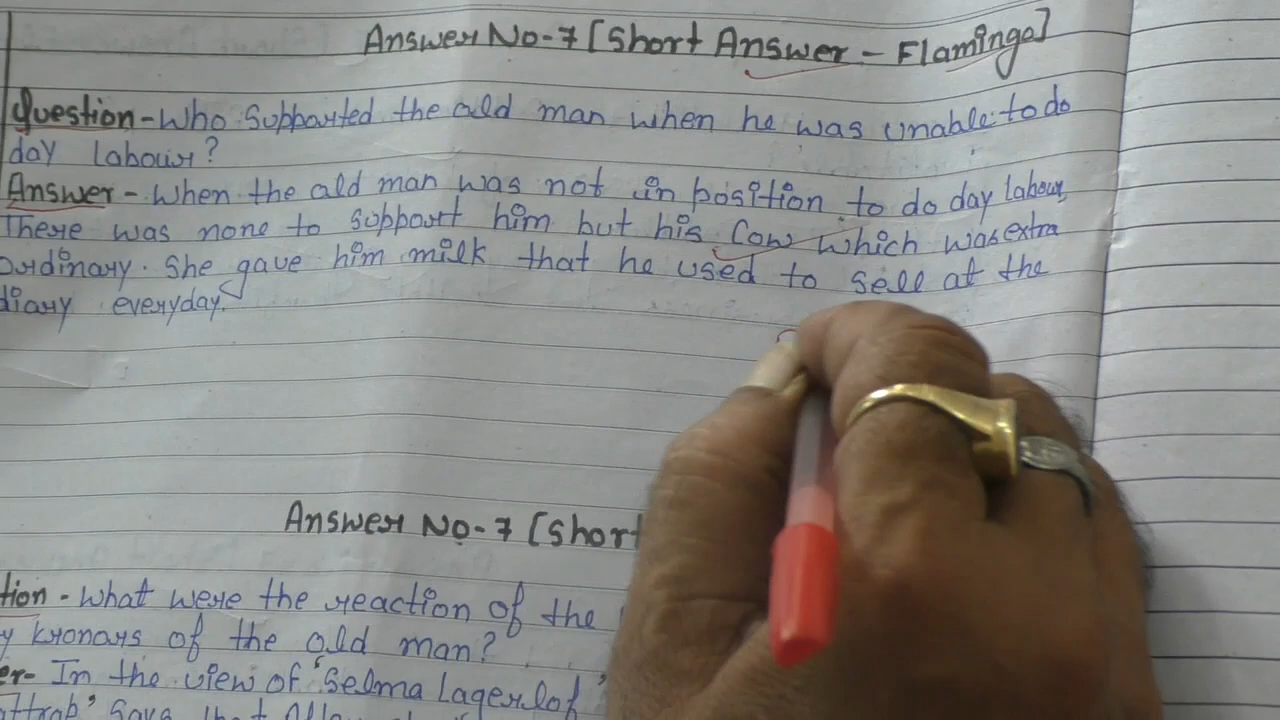 Answer No-7 [Short Answer - Flamingo]
Question - Who supported the old man when he was unable to do
day labour?
Answer - When the old man was not in position to do day labour,
There was none to support him but his Cow which was extra
ordinary. She gave him milk that he used to sell at the
diary everyday.
Answer No-7 [Short
tion - What were the reaction of the
y kronars of the old man?
er- In the view of 'Selma Lagerlof'
attrap' says that